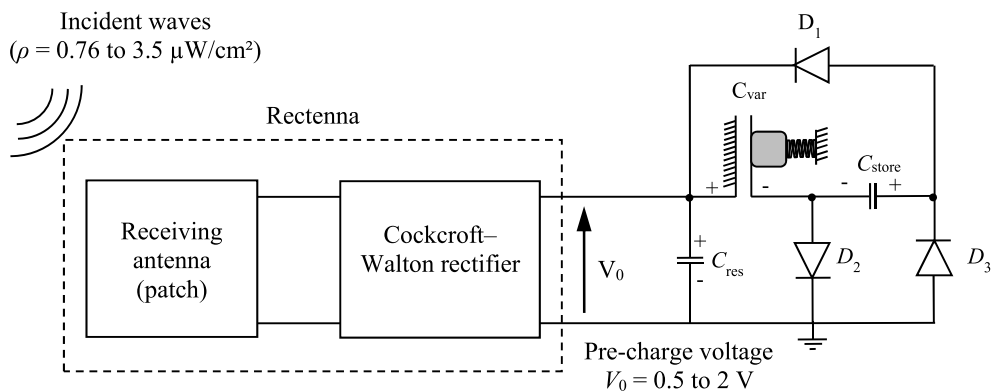 Incident waves
(ρ = 0.76 to 3.5 µW/cm²)
Rectenna
Receiving
antenna
(patch)
Cockcroft–
Walton rectifier
V0
Pre-charge voltage
V0 = 0.5 to 2 V
D1
Cvar
+
-
-
Cstore
+
+
Cres
-
D2
D3